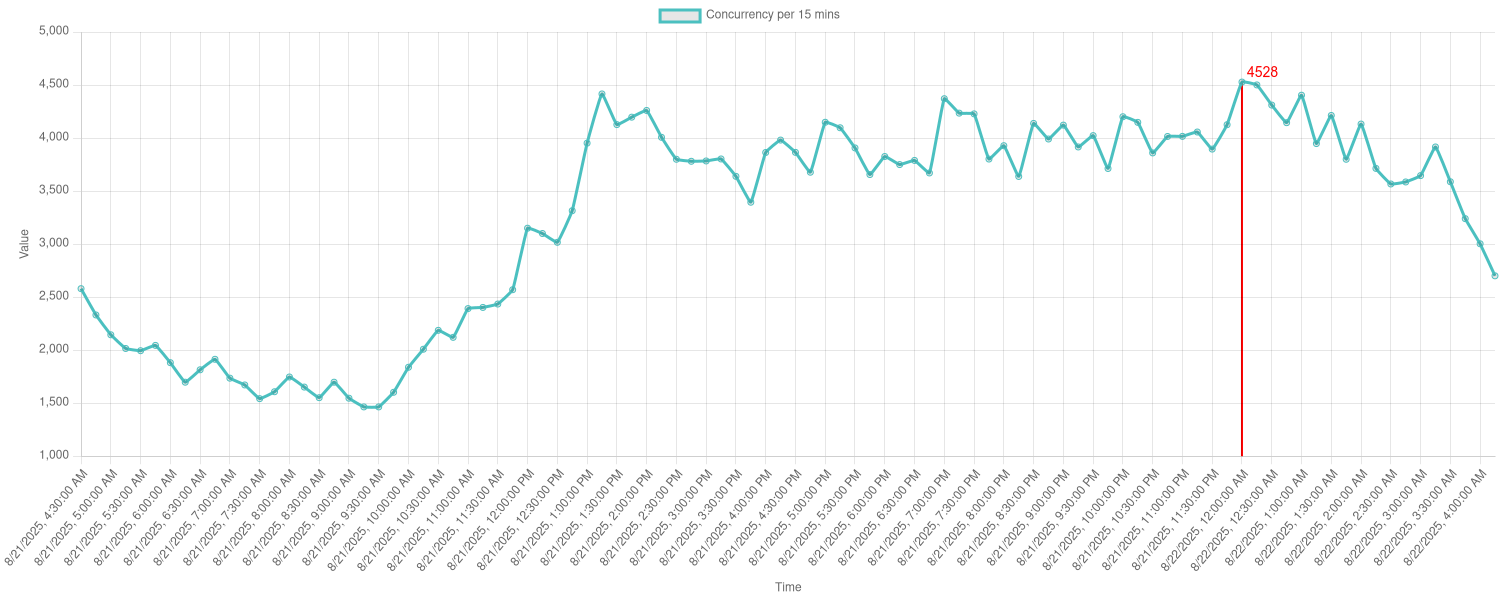 Concurrency per 15 mins
5,000
4,500
4,000
3,500
3,000
2,500
2,000
1,500
1,000
Value
4528
8/21/2025, 4:30:00 AM
8/21/2025, 5:00:00 AM
8/21/2025, 5:30:00 AM
8/21/2025, 6:00:00 AM
8/21/2025, 6:30:00 AM
8/21/2025, 7:00:00 AM
8/21/2025, 7:30:00 AM
8/21/2025, 8:00:00 AM
8/21/2025, 8:30:00 AM
8/21/2025, 9:00:00 AM
8/21/2025, 9:30:00 AM
8/21/2025, 10:00:00 AM
8/21/2025, 10:30:00 AM
8/21/2025, 11:00:00 AM
8/21/2025, 11:30:00 AM
8/21/2025, 12:00:00 PM
8/21/2025, 12:30:00 PM
8/21/2025, 1:00:00 PM
8/21/2025, 1:30:00 PM
8/21/2025, 2:00:00 PM
8/21/2025, 2:30:00 PM
8/21/2025, 3:00:00 PM
8/21/2025, 3:30:00 PM
8/21/2025, 4:00:00 PM
8/21/2025, 4:30:00 PM
8/21/2025, 5:00:00 PM
8/21/2025, 5:30:00 PM
8/21/2025, 6:00:00 PM
8/21/2025, 6:30:00 PM
8/21/2025, 7:00:00 PM
8/21/2025, 7:30:00 PM
8/21/2025, 8:00:00 PM
8/21/2025, 8:30:00 PM
8/21/2025, 9:00:00 PM
8/21/2025, 9:30:00 PM
8/21/2025, 10:00:00 PM
8/21/2025, 10:30:00 PM
8/21/2025, 11:00:00 PM
8/21/2025, 11:30:00 PM
8/22/2025, 12:00:00 AM
8/22/2025, 12:30:00 AM
8/22/2025, 1:00:00 AM
8/22/2025, 1:30:00 AM
8/22/2025, 2:00:00 AM
8/22/2025, 2:30:00 AM
8/22/2025, 3:00:00 AM
8/22/2025, 3:30:00 AM
8/22/2025, 4:00:00 AM
Time